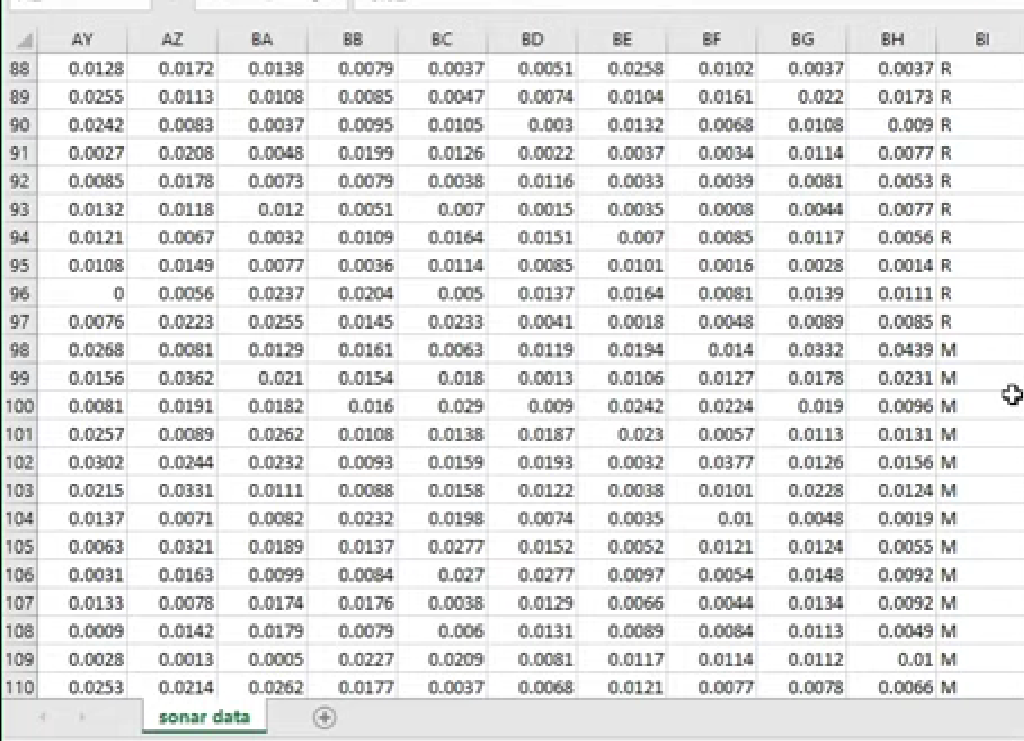 AY AZ BA BB BC BD BE BF BG BH BI
88 0.0128 0.0172 0.0138 0.0079 0.0037 0.0051 0.0258 0.0102 0.0037 0.0037 R
89 0.0255 0.0113 0.0108 0.0085 0.0047 0.0074 0.0104 0.0161 0.022 0.0173 R
90 0.0242 0.0083 0.0037 0.0095 0.0105 0.003 0.0132 0.0068 0.0108 0.009 R
91 0.0027 0.0208 0.0048 0.0199 0.0126 0.0022 0.0037 0.0034 0.0114 0.0077 R
92 0.0085 0.0178 0.0073 0.0079 0.0038 0.0116 0.0033 0.0039 0.0081 0.0053 R
93 0.0132 0.0118 0.012 0.0051 0.007 0.0015 0.0035 0.0008 0.0044 0.0077 R
94 0.0121 0.0067 0.0032 0.0109 0.0164 0.0151 0.007 0.0085 0.0117 0.0056 R
95 0.0108 0.0149 0.0077 0.0036 0.0114 0.0085 0.0101 0.0016 0.0028 0.0014 R
96 0 0.0056 0.0237 0.0204 0.005 0.0137 0.0164 0.0081 0.0139 0.0111 R
97 0.0076 0.0223 0.0255 0.0145 0.0233 0.0041 0.0018 0.0048 0.0089 0.0085 R
98 0.0268 0.0081 0.0129 0.0161 0.0063 0.0119 0.0194 0.014 0.0332 0.0439 M
99 0.0156 0.0362 0.021 0.0154 0.018 0.0013 0.0106 0.0127 0.0178 0.0231 M
100 0.0081 0.0191 0.0182 0.016 0.029 0.009 0.0242 0.0224 0.019 0.0096 M
101 0.0257 0.0089 0.0262 0.0108 0.0138 0.0187 0.023 0.0057 0.0113 0.0131 M
102 0.0302 0.0244 0.0232 0.0093 0.0159 0.0193 0.0032 0.0377 0.0126 0.0156 M
103 0.0215 0.0331 0.0111 0.0088 0.0158 0.0122 0.0038 0.0101 0.0228 0.0124 M
104 0.0137 0.0071 0.0082 0.0232 0.0198 0.0074 0.0035 0.01 0.0048 0.0019 M
105 0.0063 0.0321 0.0189 0.0137 0.0277 0.0152 0.0052 0.0121 0.0124 0.0055 M
106 0.0031 0.0163 0.0099 0.0084 0.027 0.0277 0.0097 0.0054 0.0148 0.0092 M
107 0.0133 0.0078 0.0174 0.0176 0.0038 0.0129 0.0066 0.0044 0.0134 0.0092 M
108 0.0009 0.0142 0.0179 0.0079 0.006 0.0131 0.0089 0.0084 0.0113 0.0049 M
109 0.0028 0.0013 0.0005 0.0227 0.0209 0.0081 0.0117 0.0114 0.0112 0.01 M
110 0.0253 0.0214 0.0262 0.0177 0.0037 0.0068 0.0121 0.0077 0.0078 0.0066 M
sonar data